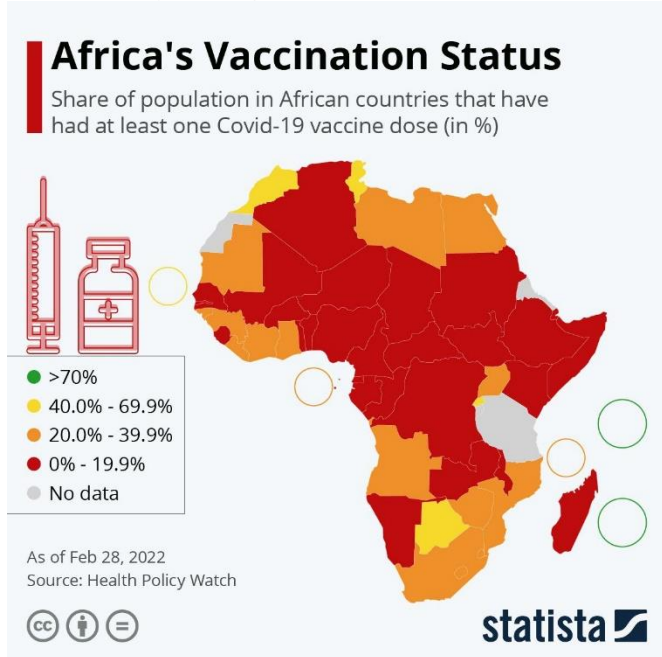 Africa's Vaccination Status
Share of population in African countries that have
had at least one Covid-19 vaccine dose (in %)
>70%
40.0% - 69.9%
20.0% - 39.9%
0% - 19.9%
No data
As of Feb 28, 2022
Source: Health Policy Watch
cc
statista